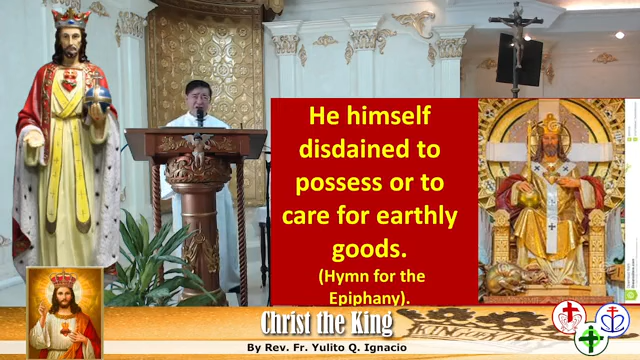 He himself
disdained to
possess or to
care for earthly
goods.
(Hymn for the
Epiphany).
Christ the King
By Rev. Fr. Yulito Q. Ignacio